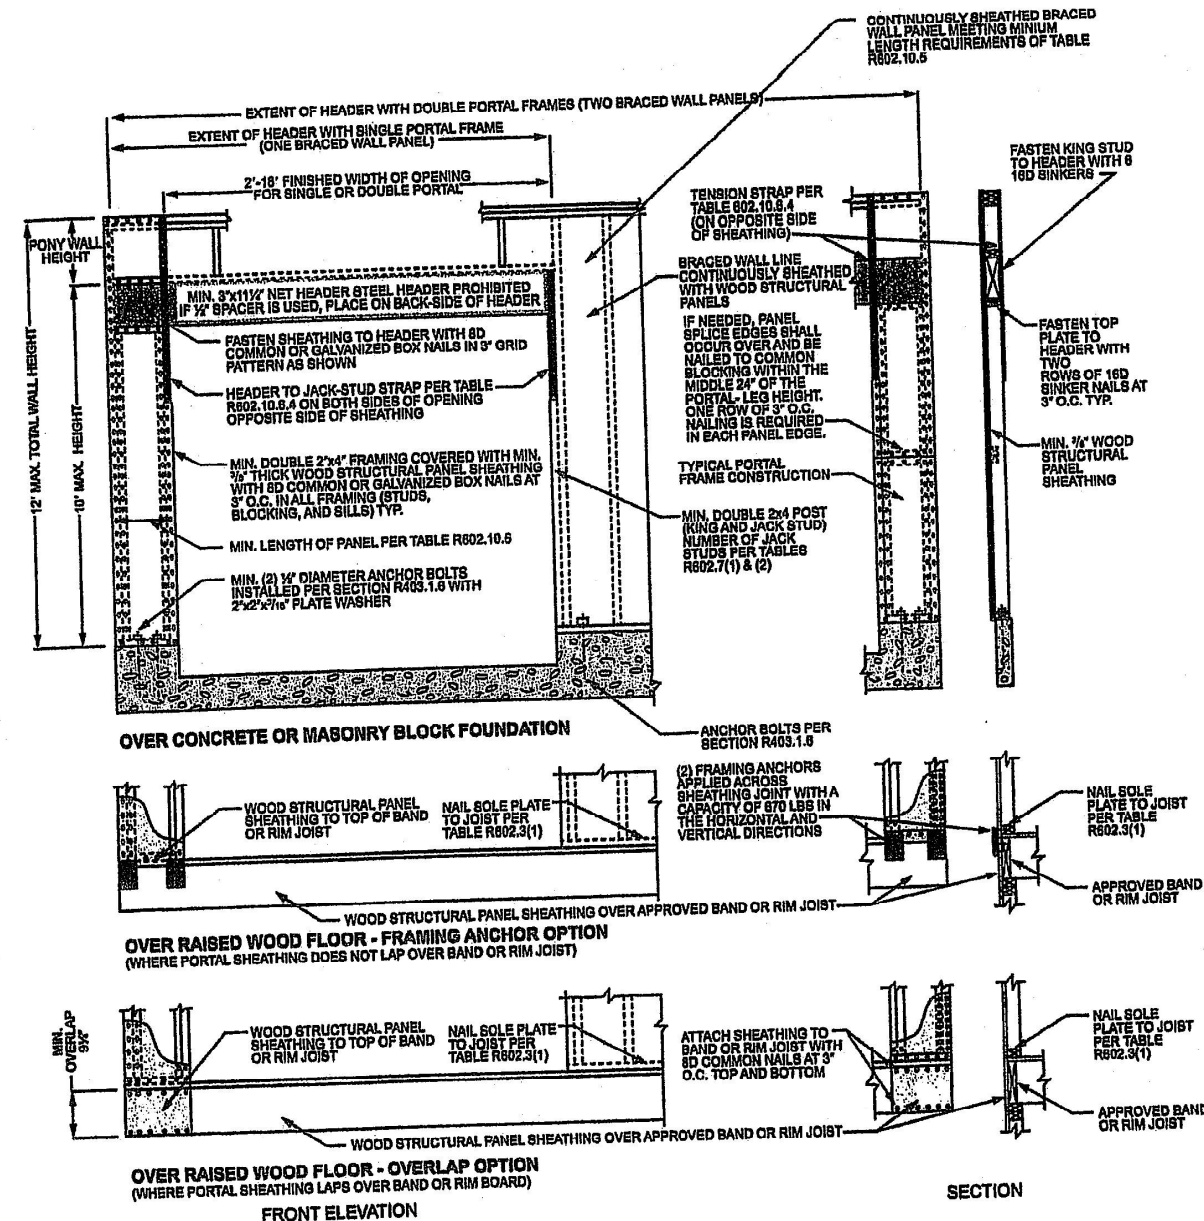 CONTINUOUSLY SHEATHED BRACED
WALL PANEL MEETING MINIUM
LENGTH REQUIREMENTS OF TABLE
R602.10.5
EXTENT OF HEADER WITH DOUBLE PORTAL FRAMES (TWO BRACED WALL PANELS)
EXTENT OF HEADER WITH SINGLE PORTAL FRAME
(ONE BRACED WALL PANEL)
2'-18' FINISHED WIDTH OF OPENING
FOR SINGLE OR DOUBLE PORTAL
FASTEN KING STUD
TO HEADER WITH 6
16D SINKERS
TENSION STRAP PER
TABLE 602.10.6.4
(ON OPPOSITE SIDE
OF SHEATHING)
PONY WALL
HEIGHT
12' MAX. TOTAL WALL HEIGHT
10' MAX. HEIGHT
MIN. 3"x11¼" NET HEADER STEEL HEADER PROHIBITED
IF ½" SPACER IS USED, PLACE ON BACK-SIDE OF HEADER
FASTEN SHEATHING TO HEADER WITH 8D
COMMON OR GALVANIZED BOX NAILS IN 3" GRID
PATTERN AS SHOWN
HEADER TO JACK-STUD STRAP PER TABLE
R602.10.6.4 ON BOTH SIDES OF OPENING
OPPOSITE SIDE OF SHEATHING
MIN. DOUBLE 2"x4" FRAMING COVERED WITH MIN.
⅜" THICK WOOD STRUCTURAL PANEL SHEATHING
WITH 8D COMMON OR GALVANIZED BOX NAILS AT
3" O.C. IN ALL FRAMING (STUDS,
BLOCKING, AND SILLS) TYP.
MIN. LENGTH OF PANEL PER TABLE R602.10.5
MIN. (2) ½" DIAMETER ANCHOR BOLTS
INSTALLED PER SECTION R403.1.6 WITH
2"x2"x³/₁₆" PLATE WASHER
BRACED WALL LINE
CONTINUOUSLY SHEATHED
WITH WOOD STRUCTURAL
PANELS
IF NEEDED, PANEL
SPLICE EDGES SHALL
OCCUR OVER AND BE
NAILED TO COMMON
BLOCKING WITHIN THE
MIDDLE 24" OF THE
PORTAL- LEG HEIGHT.
ONE ROW OF 3" O.C.
NAILING IS REQUIRED
IN EACH PANEL EDGE.
TYPICAL PORTAL
FRAME CONSTRUCTION
MIN. DOUBLE 2x4 POST
(KING AND JACK STUD)
NUMBER OF JACK
STUDS PER TABLES
R602.7(1) & (2)
FASTEN TOP
PLATE TO
HEADER WITH
TWO
ROWS OF 16D
SINKER NAILS AT
3" O.C. TYP.
MIN. ⅜" WOOD
STRUCTURAL
PANEL
SHEATHING
OVER CONCRETE OR MASONRY BLOCK FOUNDATION
ANCHOR BOLTS PER
SECTION R403.1.6
WOOD STRUCTURAL PANEL
SHEATHING TO TOP OF BAND
OR RIM JOIST
NAIL SOLE PLATE
TO JOIST PER
TABLE R602.3(1)
(2) FRAMING ANCHORS
APPLIED ACROSS
SHEATHING JOINT WITH A
CAPACITY OF 670 LBS IN
THE HORIZONTAL AND
VERTICAL DIRECTIONS
NAIL SOLE
PLATE TO JOIST
PER TABLE
R602.3(1)
APPROVED BAND
OR RIM JOIST
WOOD STRUCTURAL PANEL SHEATHING OVER APPROVED BAND OR RIM JOIST
OVER RAISED WOOD FLOOR - FRAMING ANCHOR OPTION
(WHERE PORTAL SHEATHING DOES NOT LAP OVER BAND OR RIM JOIST)
MIN.
OVERLAP
9½"
WOOD STRUCTURAL PANEL
SHEATHING TO TOP OF BAND
OR RIM JOIST
NAIL SOLE PLATE
TO JOIST PER
TABLE R602.3(1)
ATTACH SHEATHING TO
BAND OR RIM JOIST WITH
8D COMMON NAILS AT 3"
O.C. TOP AND BOTTOM
NAIL SOLE
PLATE TO JOIST
PER TABLE
R602.3(1)
APPROVED BAND
OR RIM JOIST
WOOD STRUCTURAL PANEL SHEATHING OVER APPROVED BAND OR RIM JOIST
OVER RAISED WOOD FLOOR - OVERLAP OPTION
(WHERE PORTAL SHEATHING LAPS OVER BAND OR RIM BOARD)
FRONT ELEVATION
SECTION